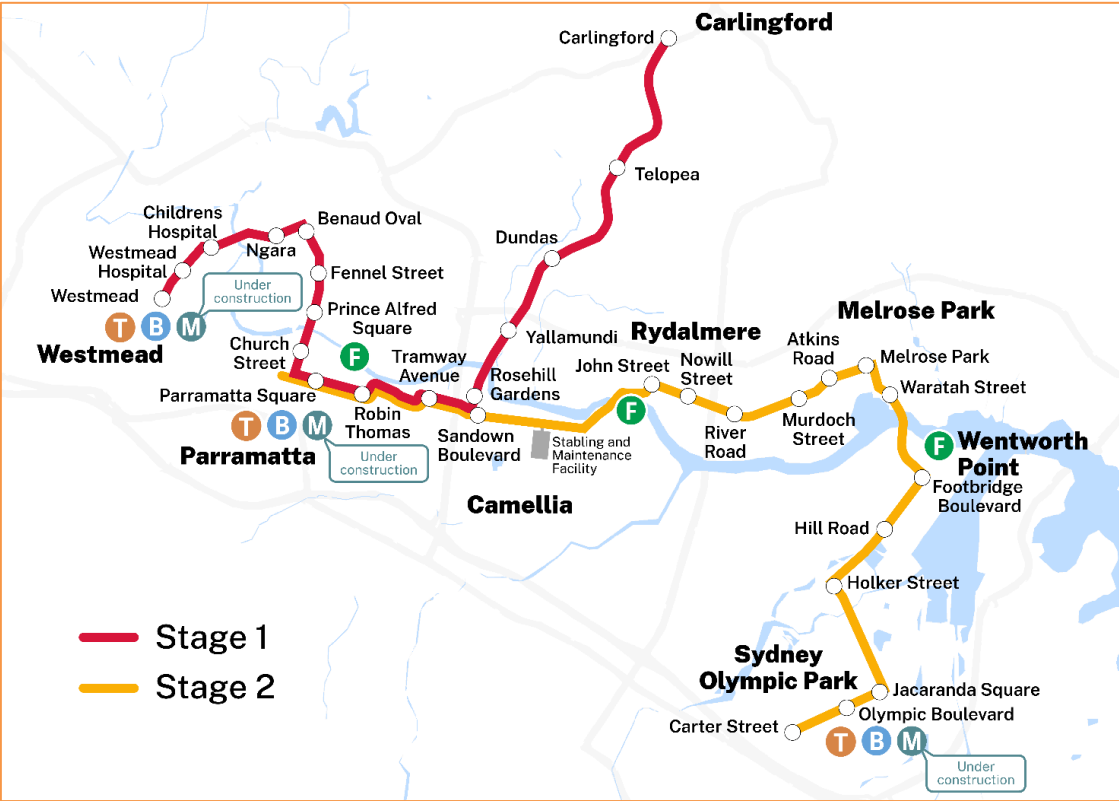 Carlingford
Carlingford
Telopea
Dundas
Yallamundi
Childrens
Hospital
Benaud Oval
Ngara
Westmead
Hospital
Fennel Street
Westmead
Under
construction
T B M
Westmead
Prince Alfred
Square
Church
Street
F
Tramway
Avenue
Rosehill
Gardens
Parramatta Square
T B M
Under
construction
Parramatta
Robin
Thomas
Sandown
Boulevard
Stabling and
Maintenance
Facility
Camellia
Rydalmere
John Street
F
Nowill
Street
River
Road
Melrose Park
Atkins
Road
Melrose Park
Murdoch
Street
Waratah Street
F
Wentworth
Point
Footbridge
Boulevard
Hill Road
Holker Street
Sydney
Olympic Park
Jacaranda Square
Olympic Boulevard
Carter Street
T B M
Under
construction
Stage 1
Stage 2